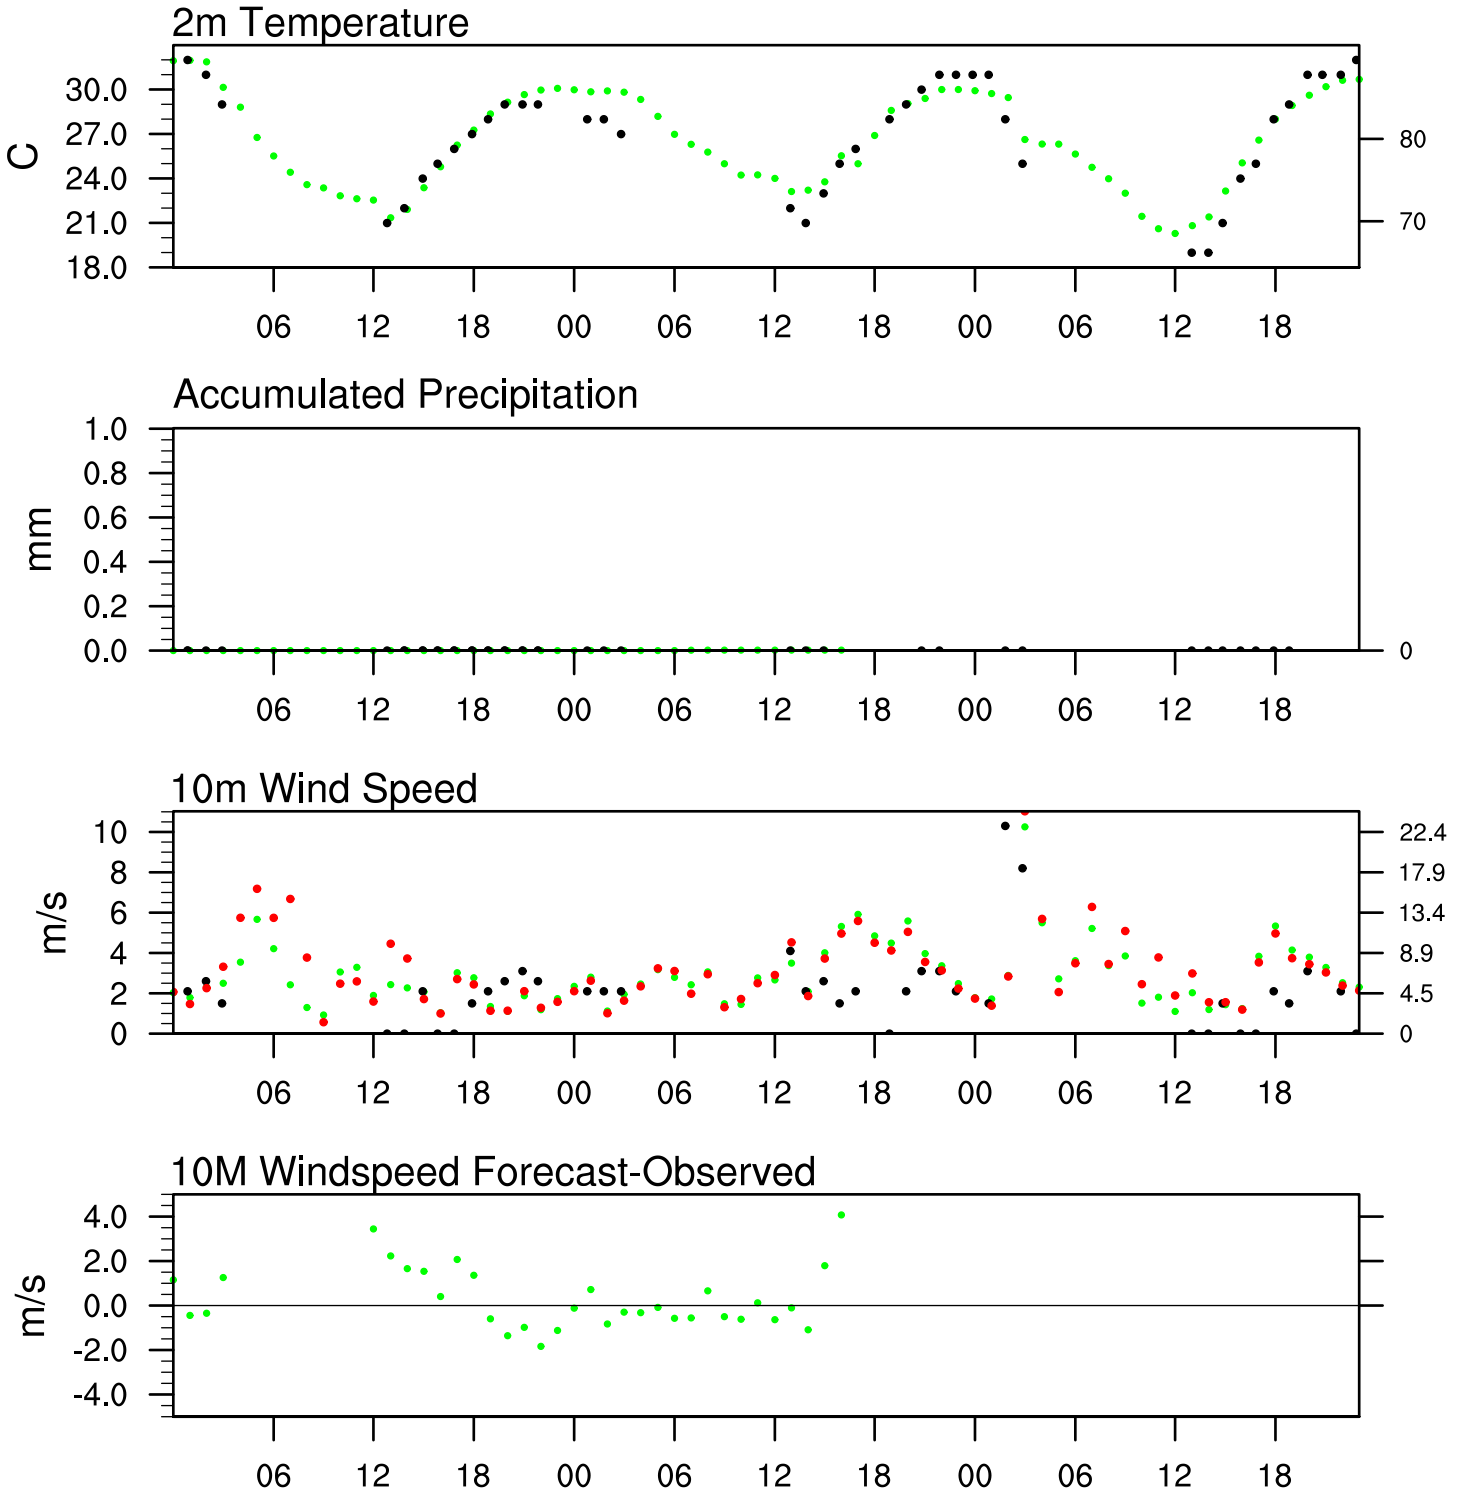 2m Temperature
30.0
27.0
24.0
21.0
18.0
C
80
70
06 12 18 00 06 12 18 00 06 12 18
Accumulated Precipitation
1.0
0.8
0.6
0.4
0.2
0.0
mm
0
06 12 18 00 06 12 18 00 06 12 18
10m Wind Speed
10
8
6
4
2
0
m/s
22.4
17.9
13.4
8.9
4.5
0
06 12 18 00 06 12 18 00 06 12 18
10M Windspeed Forecast-Observed
4.0
2.0
0.0
-2.0
-4.0
m/s
06 12 18 00 06 12 18 00 06 12 18